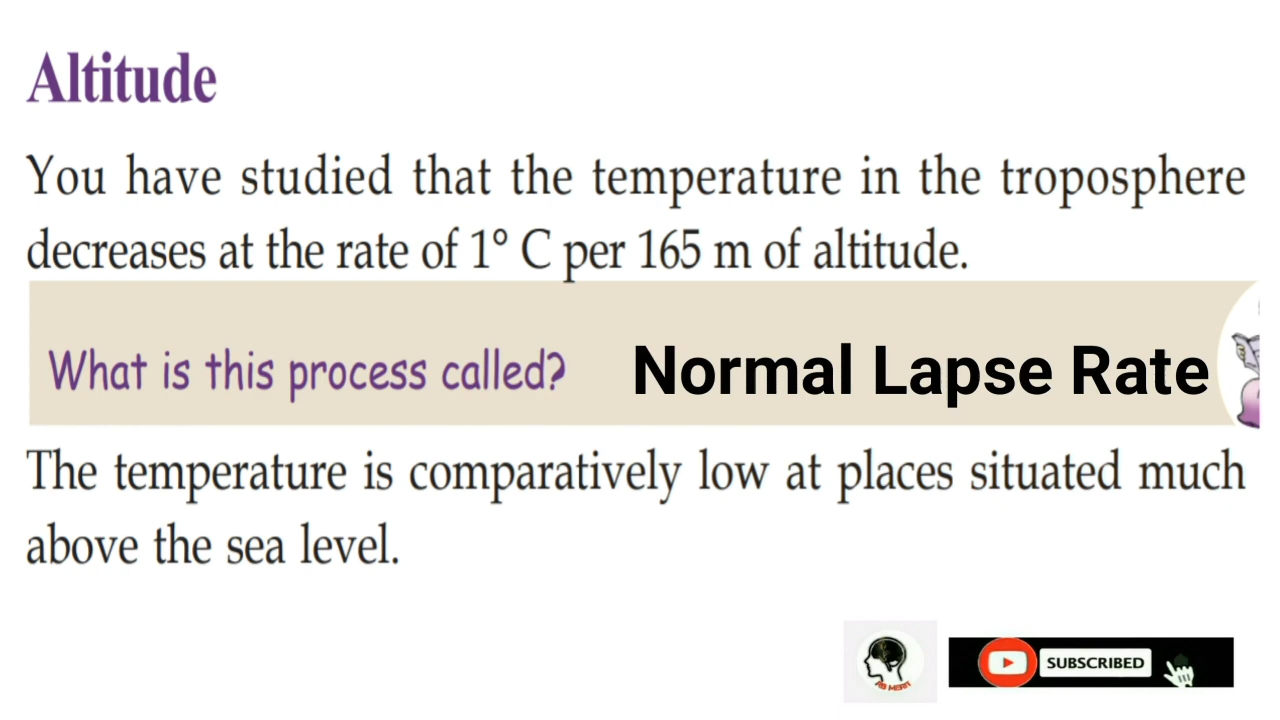 Altitude
You have studied that the temperature in the troposphere
decreases at the rate of 1° C per 165 m of altitude.
What is this process called? Normal Lapse Rate
The temperature is comparatively low at places situated much
above the sea level.
AB MERIT
SUBSCRIBED